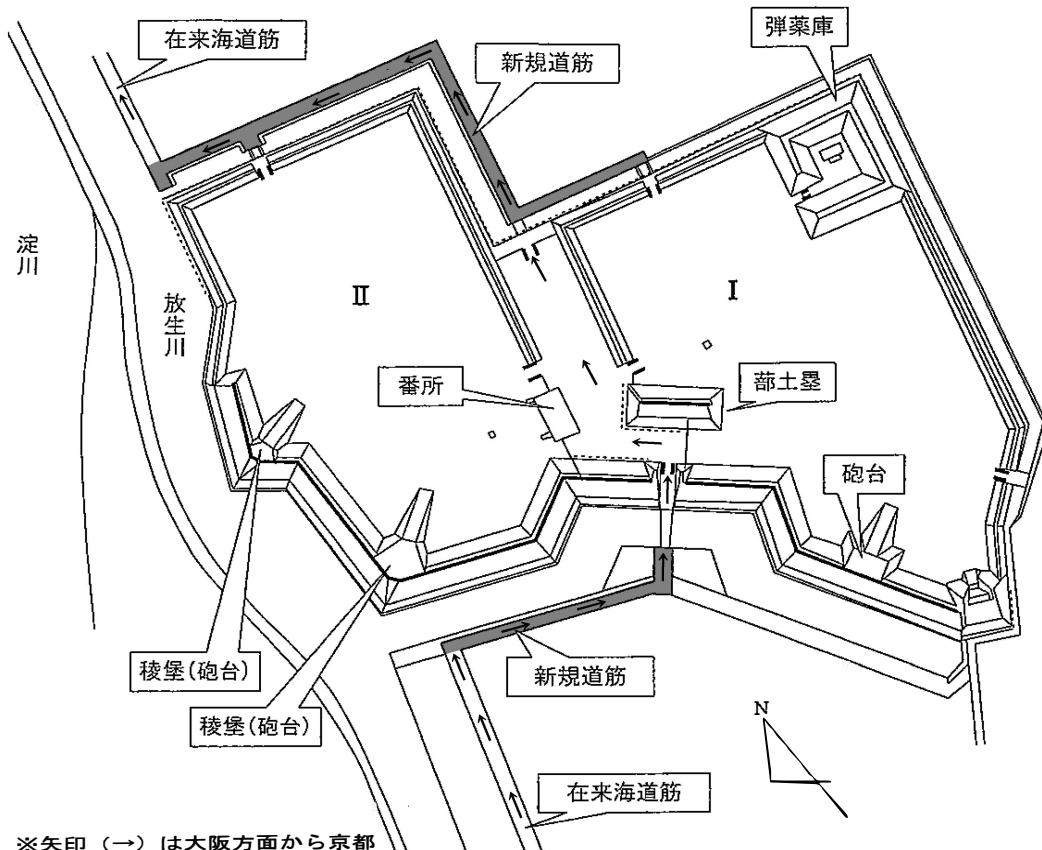 在来海道筋
新規道筋
弾薬庫
淀川
放生川
Ⅱ
Ⅰ
番所
蔀土塁
砲台
稜堡(砲台)
稜堡(砲台)
新規道筋
N
在来海道筋
※矢印(→)は大阪方面から京都